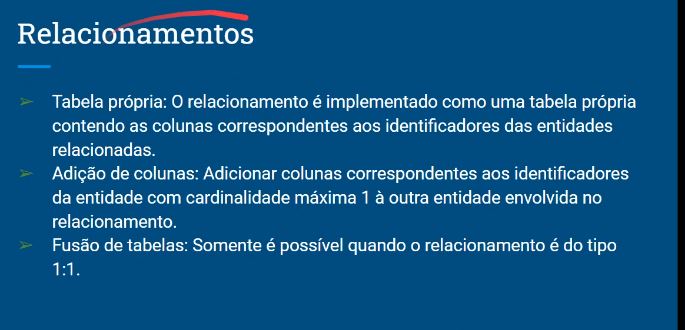 Relacionamentos
➢ Tabela própria: O relacionamento é implementado como uma tabela própria
contendo as colunas correspondentes aos identificadores das entidades
relacionadas.
➢ Adição de colunas: Adicionar colunas correspondentes aos identificadores
da entidade com cardinalidade máxima 1 à outra entidade envolvida no
relacionamento.
➢ Fusão de tabelas: Somente é possível quando o relacionamento é do tipo
1:1.